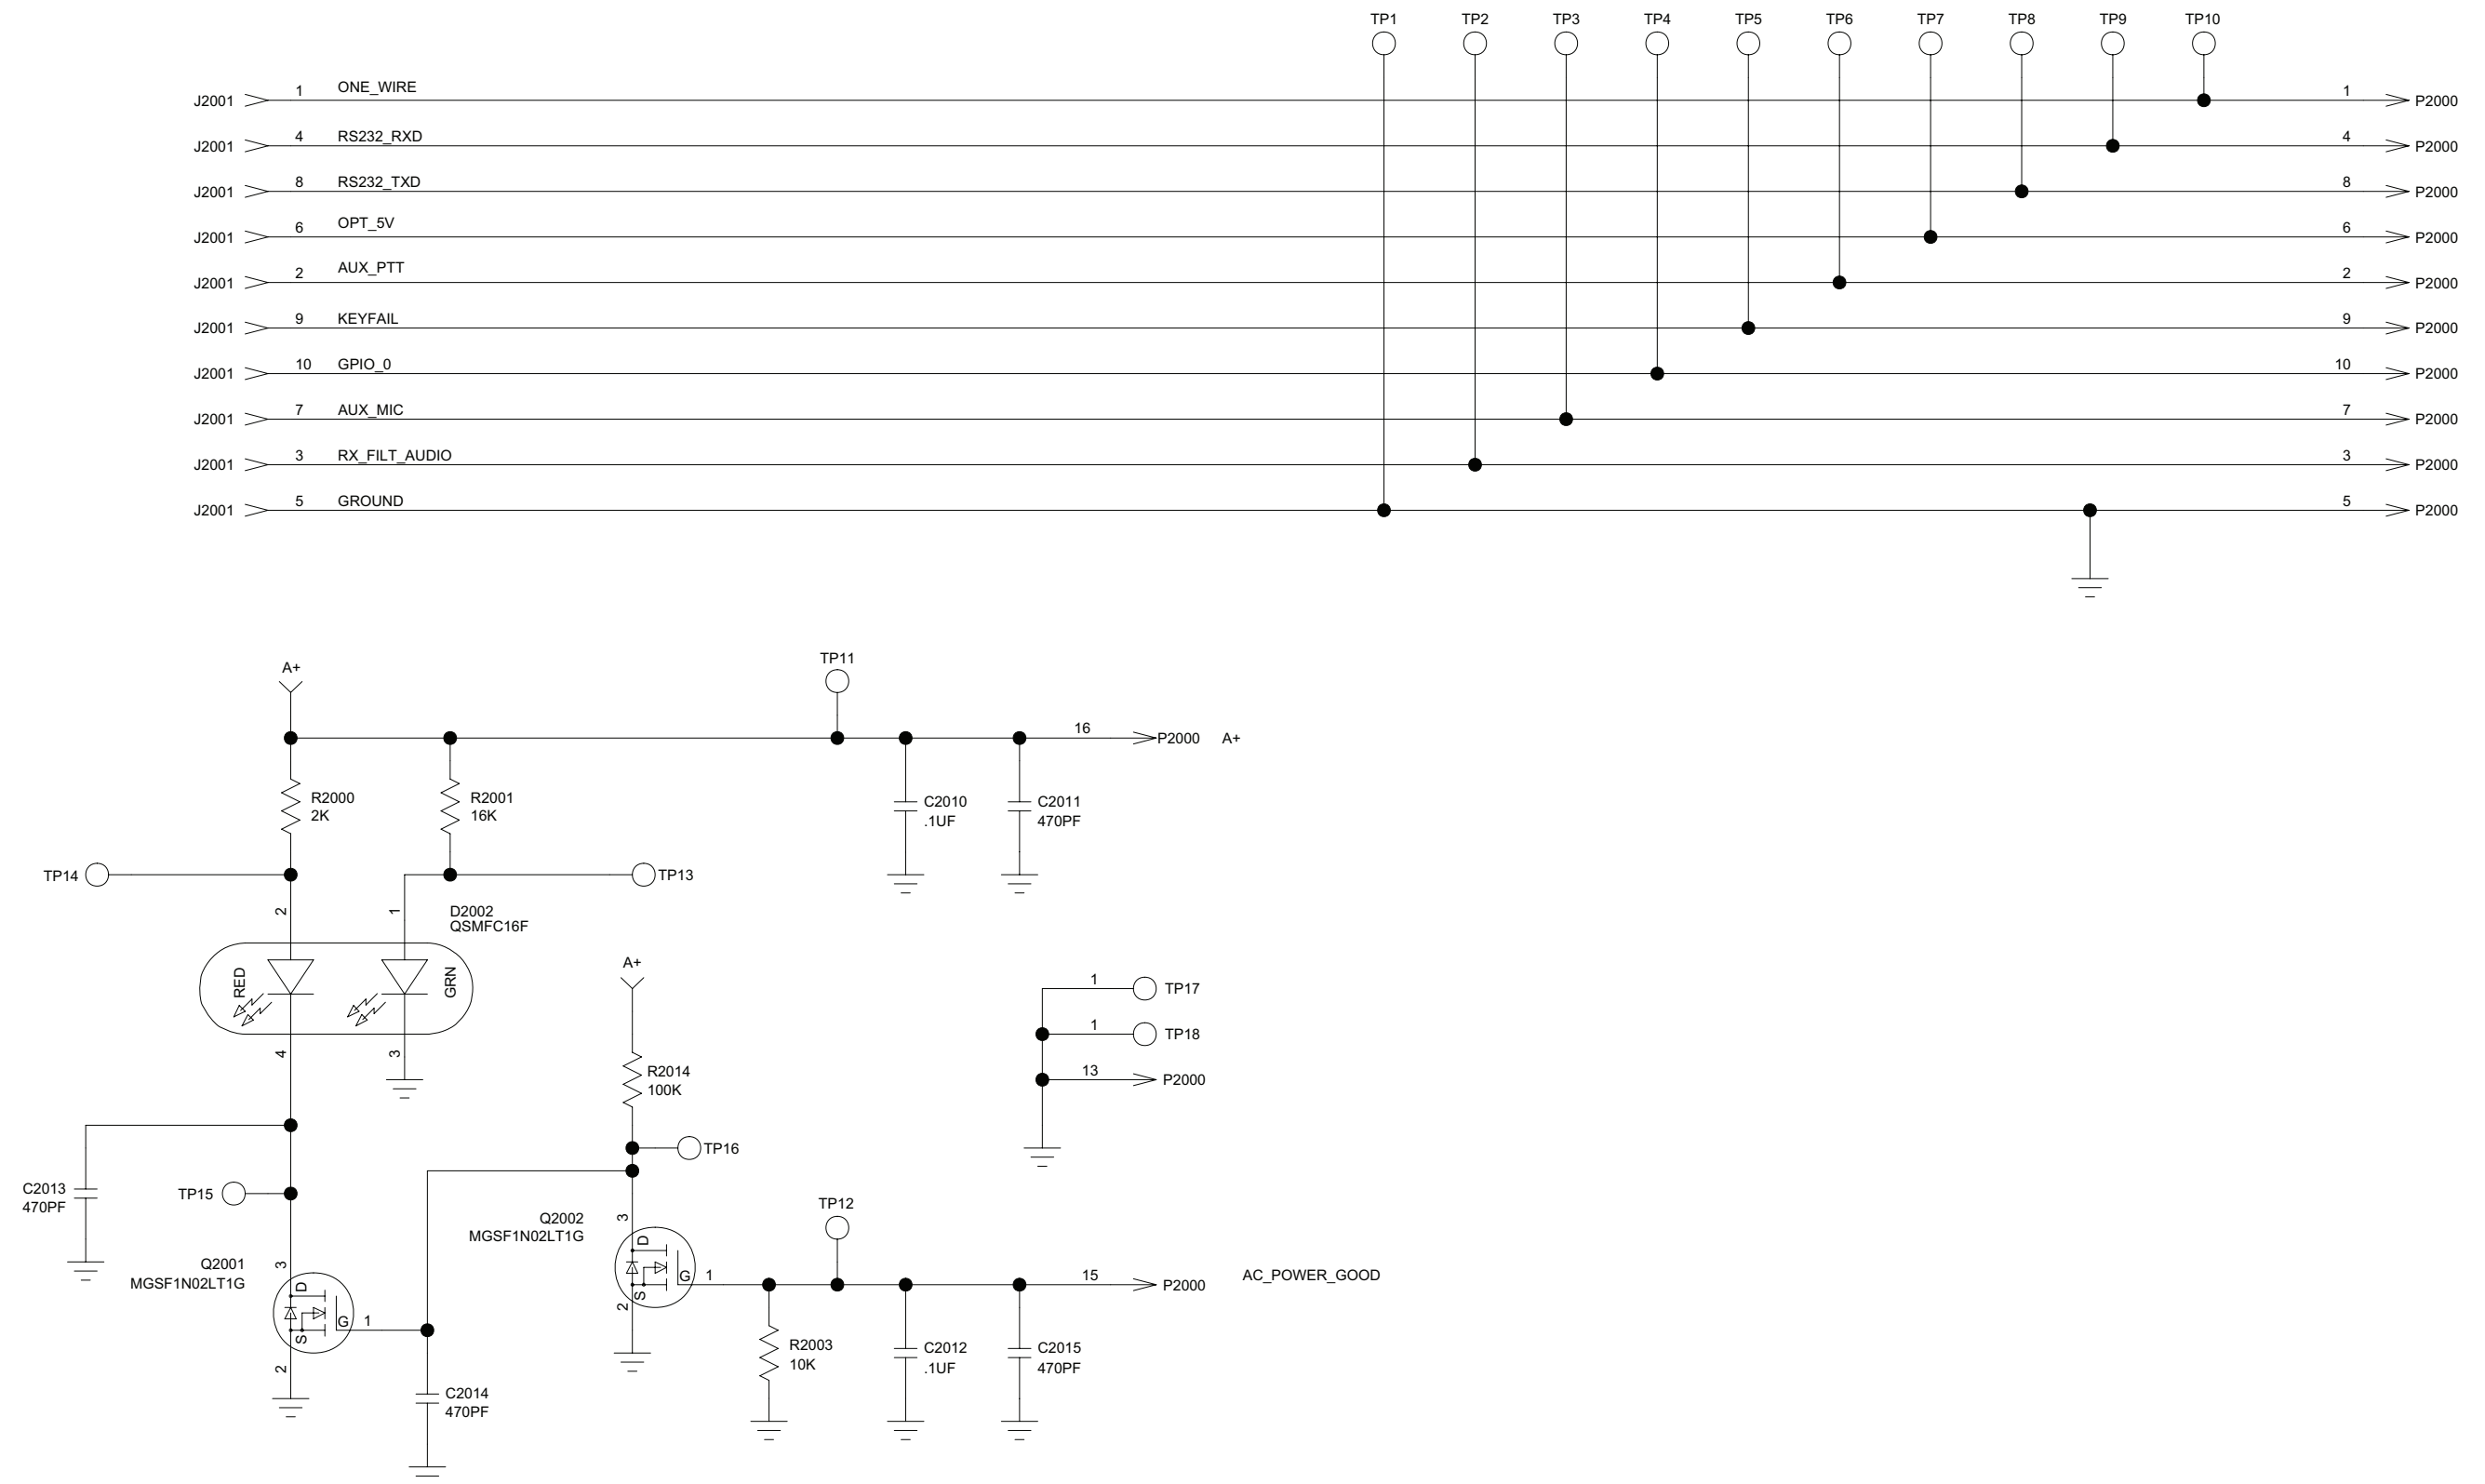 TP1 TP2 TP3 TP4 TP5 TP6 TP7 TP8 TP9 TP10
J2001 1 ONE_WIRE 1 P2000
J2001 4 RS232_RXD 4 P2000
J2001 8 RS232_TXD 8 P2000
J2001 6 OPT_5V 6 P2000
J2001 2 AUX_PTT 2 P2000
J2001 9 KEYFAIL 9 P2000
J2001 10 GPIO_0 10 P2000
J2001 7 AUX_MIC 7 P2000
J2001 3 RX_FILT_AUDIO 3 P2000
J2001 5 GROUND 5 P2000
TP11
A+
16 P2000 A+
R2000
2K
R2001
16K
C2010
.1UF
C2011
470PF
TP14
TP13
2
1
D2002
QSMFC16F
RED
GRN
4
3
A+
R2014
100K
TP16
1 TP17
1 TP18
13 P2000
C2013
470PF
TP15
Q2002
MGSF1N02LT1G
3
D
G
S
2
1
TP12
15 P2000 AC_POWER_GOOD
Q2001
MGSF1N02LT1G
3
D
G
S
2
1
R2003
10K
C2012
.1UF
C2015
470PF
C2014
470PF